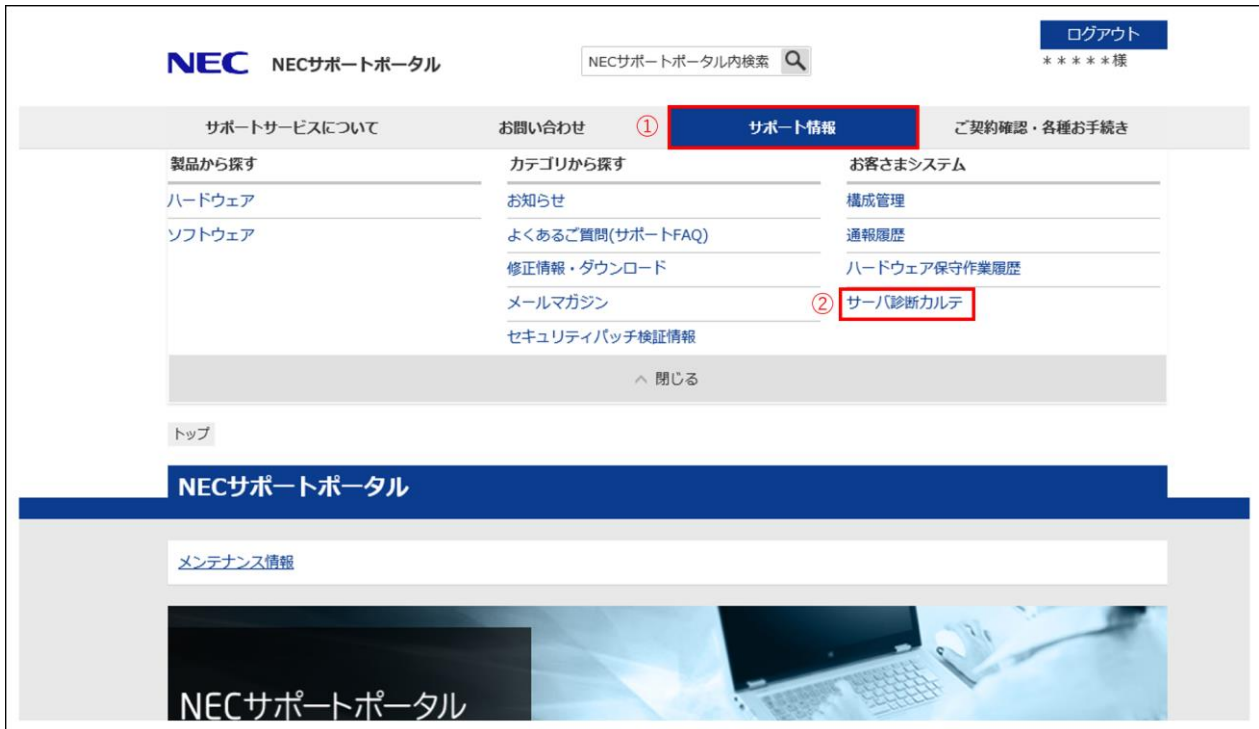 ログアウト
NEC NECサポートポータル
NECサポートポータル内検索
*****様
サポートサービスについて
お問い合わせ
①
サポート情報
ご契約確認・各種お手続き
製品から探す
ハードウェア
ソフトウェア
カテゴリから探す
お知らせ
よくあるご質問(サポートFAQ)
修正情報・ダウンロード
メールマガジン
セキュリティパッチ検証情報
お客さまシステム
構成管理
通報履歴
ハードウェア保守作業履歴
②
サーバ診断カルテ
閉じる
トップ
NECサポートポータル
メンテナンス情報
NECサポートポータル